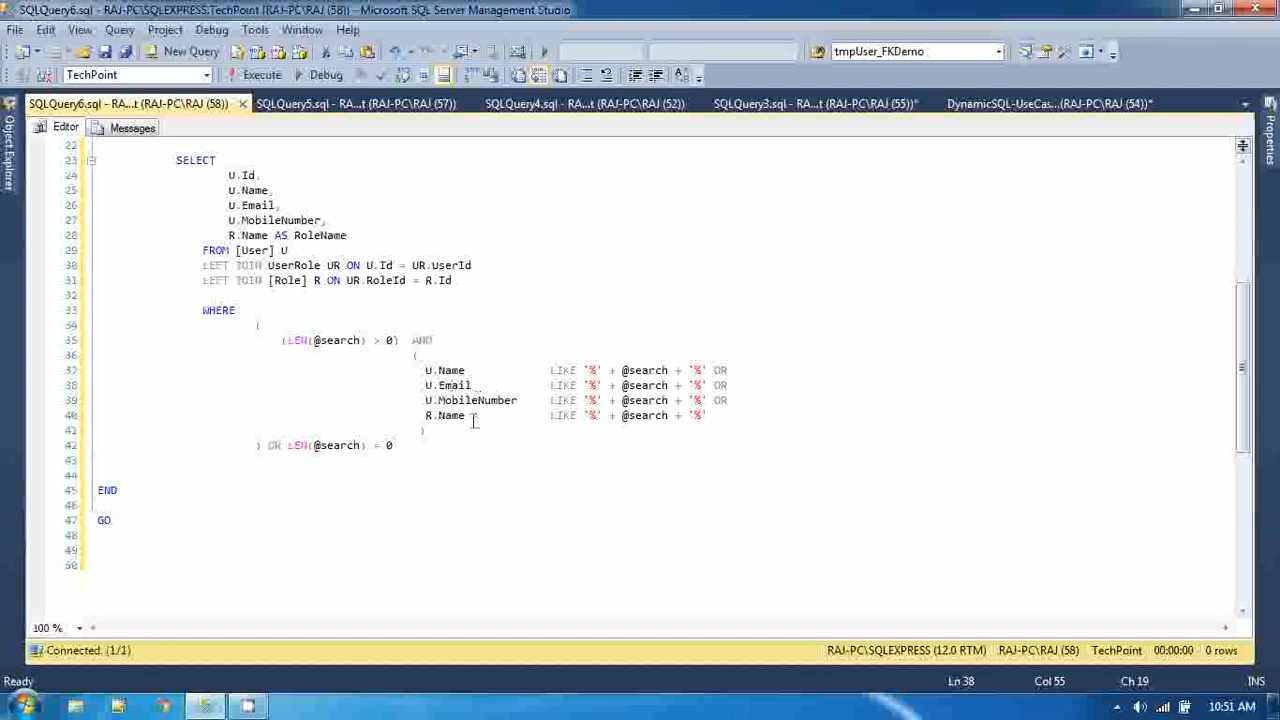 SQLQuery6.sql - RAJ-PC\SQLEXPRESS.TechPoint (RAJ-PC\RAJ (58)) - Microsoft SQL Server Management Studio
File Edit View Query Project Debug Tools Window Help
New Query tmpUser_FKDemo
TechPoint Execute Debug
SQLQuery6.sql - RA...t (RAJ-PC\RAJ (58)) SQLQuery5.sql - RA...t (RAJ-PC\RAJ (57)) SQLQuery4.sql - RA...t (RAJ-PC\RAJ (52)) SQLQuery3.sql - RA...t (RAJ-PC\RAJ (55))* DynamicSQL-UseCas...(RAJ-PC\RAJ (54))*
Object Explorer
Properties
Editor Messages
22
23 SELECT
24 U.Id,
25 U.Name,
26 U.Email,
27 U.MobileNumber,
28 R.Name AS RoleName
29 FROM [User] U
30 LEFT JOIN UserRole UR ON U.Id = UR.UserId
31 LEFT JOIN [Role] R ON UR.RoleId = R.Id
32
33 WHERE
34 (
35 (LEN(@search) > 0) AND
36 (
37 U.Name LIKE '%' + @search + '%' OR
38 U.Email LIKE '%' + @search + '%' OR
39 U.MobileNumber LIKE '%' + @search + '%' OR
40 R.Name LIKE '%' + @search + '%'
41 )
42 ) OR LEN(@search) = 0
43
44
45 END
46
47 GO
48
49
50
100 %
Connected. (1/1) RAJ-PC\SQLEXPRESS (12.0 RTM) RAJ-PC\RAJ (58) TechPoint 00:00:00 0 rows
Ready Ln 38 Col 55 Ch 19 INS
10:51 AM